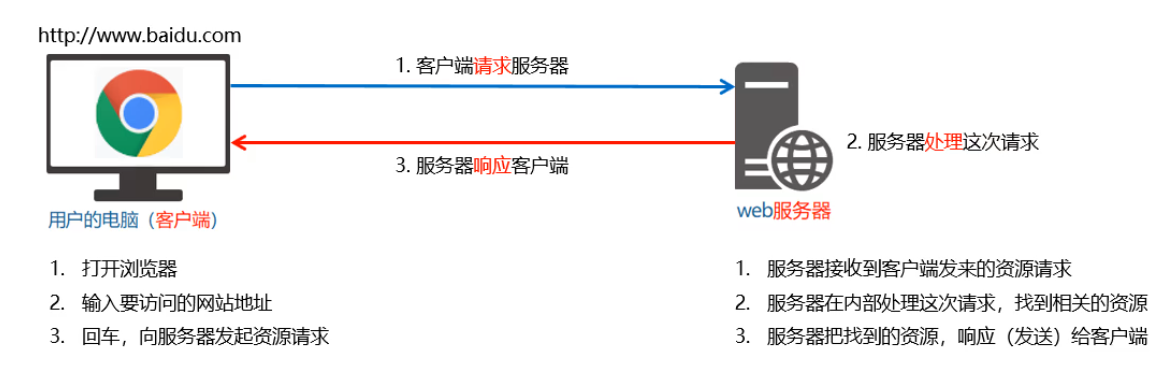 http://www.baidu.com
1. 客户端请求服务器
2. 服务器处理这次请求
3. 服务器响应客户端
用户的电脑（客户端）
web服务器
1. 打开浏览器
2. 输入要访问的网站地址
3. 回车，向服务器发起资源请求
1. 服务器接收到客户端发来的资源请求
2. 服务器在内部处理这次请求，找到相关的资源
3. 服务器把找到的资源，响应（发送）给客户端